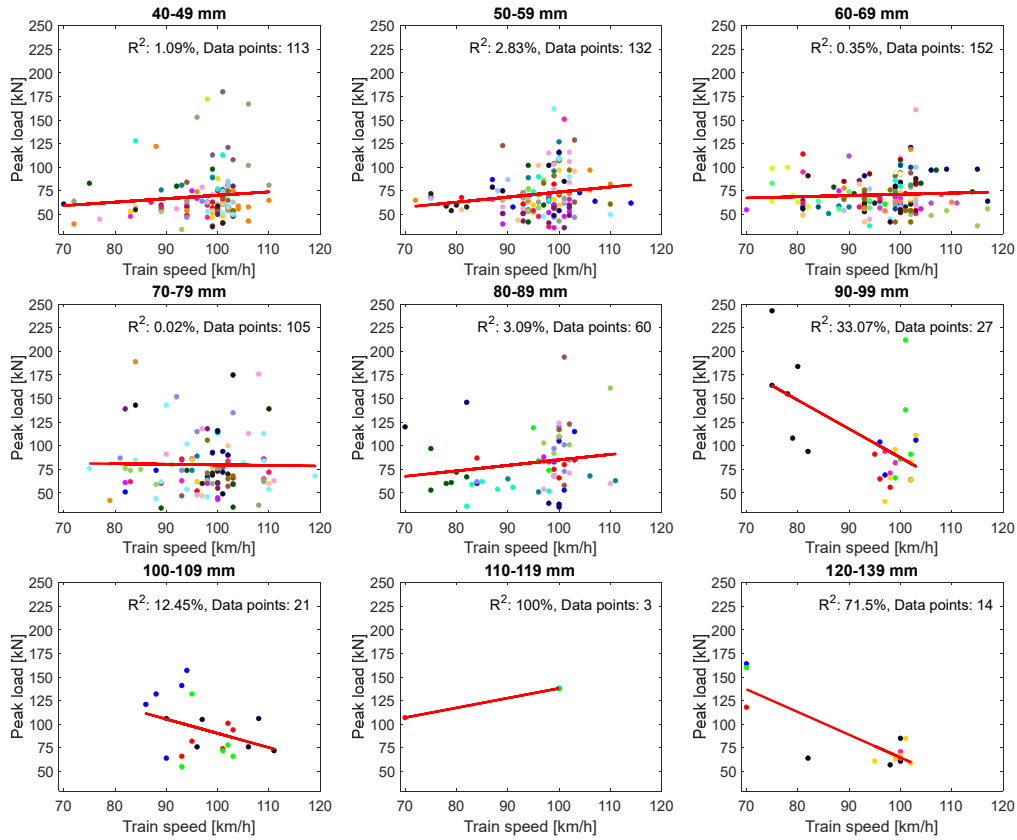 40-49 mm
R²: 1.09%, Data points: 113
Peak load [kN]
250
225
200
175
150
125
100
75
50
70 80 90 100 110 120
Train speed [km/h]
50-59 mm
R²: 2.83%, Data points: 132
Peak load [kN]
250
225
200
175
150
125
100
75
50
70 80 90 100 110 120
Train speed [km/h]
60-69 mm
R²: 0.35%, Data points: 152
Peak load [kN]
250
225
200
175
150
125
100
75
50
70 80 90 100 110 120
Train speed [km/h]
70-79 mm
R²: 0.02%, Data points: 105
Peak load [kN]
250
225
200
175
150
125
100
75
50
70 80 90 100 110 120
Train speed [km/h]
80-89 mm
R²: 3.09%, Data points: 60
Peak load [kN]
250
225
200
175
150
125
100
75
50
70 80 90 100 110 120
Train speed [km/h]
90-99 mm
R²: 33.07%, Data points: 27
Peak load [kN]
250
225
200
175
150
125
100
75
50
70 80 90 100 110 120
Train speed [km/h]
100-109 mm
R²: 12.45%, Data points: 21
Peak load [kN]
250
225
200
175
150
125
100
75
50
70 80 90 100 110 120
Train speed [km/h]
110-119 mm
R²: 100%, Data points: 3
Peak load [kN]
250
225
200
175
150
125
100
75
50
70 80 90 100 110 120
Train speed [km/h]
120-139 mm
R²: 71.5%, Data points: 14
Peak load [kN]
250
225
200
175
150
125
100
75
50
70 80 90 100 110 120
Train speed [km/h]